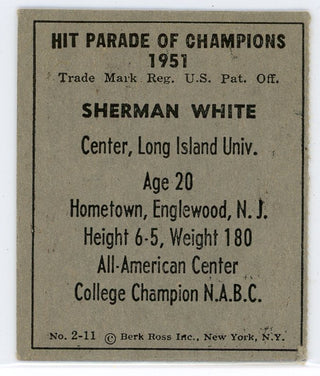 HIT PARADE OF CHAMPIONS
1951
Trade Mark Reg. U.S. Pat. Off.
SHERMAN WHITE
Center, Long Island Univ.
Age 20
Hometown, Englewood, N. J.
Height 6-5, Weight 180
All-American Center
College Champion N.A.B.C.
No. 2-11 © Berk Ross Inc., New York, N.Y.